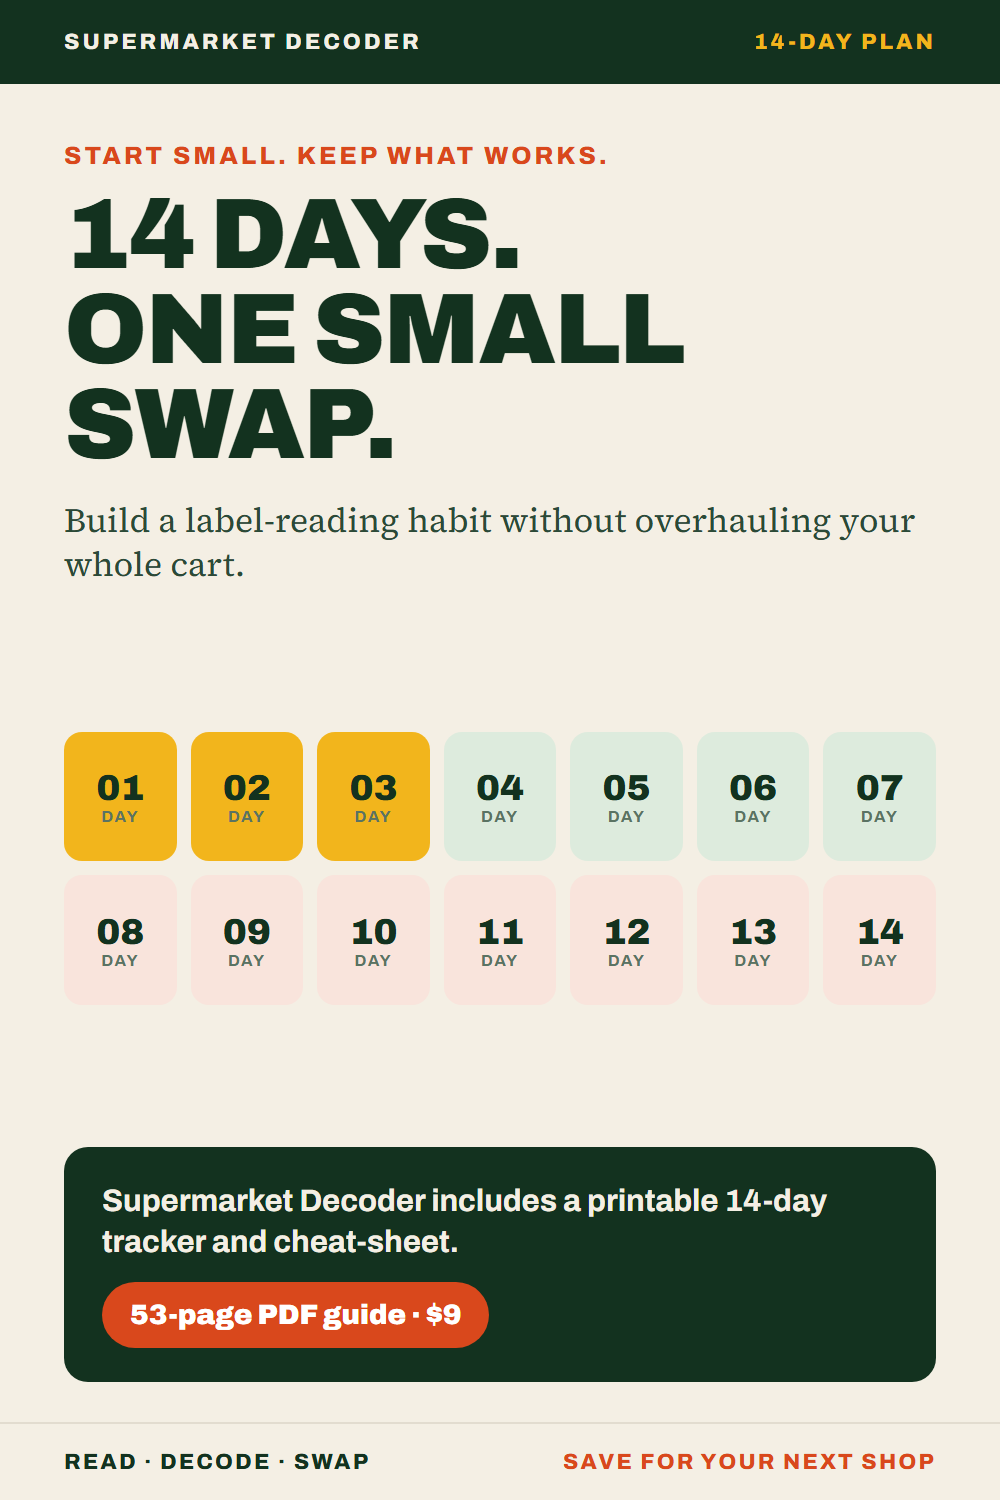 SUPERMARKET DECODER
14-DAY PLAN
START SMALL. KEEP WHAT WORKS.
14 DAYS.
ONE SMALL
SWAP.
Build a label-reading habit without overhauling your
whole cart.
01 02 03 04 05 06 07
DAY DAY DAY DAY DAY DAY DAY
08 09 10 11 12 13 14
DAY DAY DAY DAY DAY DAY DAY
Supermarket Decoder includes a printable 14-day
tracker and cheat-sheet.
53-page PDF guide · $9
READ · DECODE · SWAP
SAVE FOR YOUR NEXT SHOP